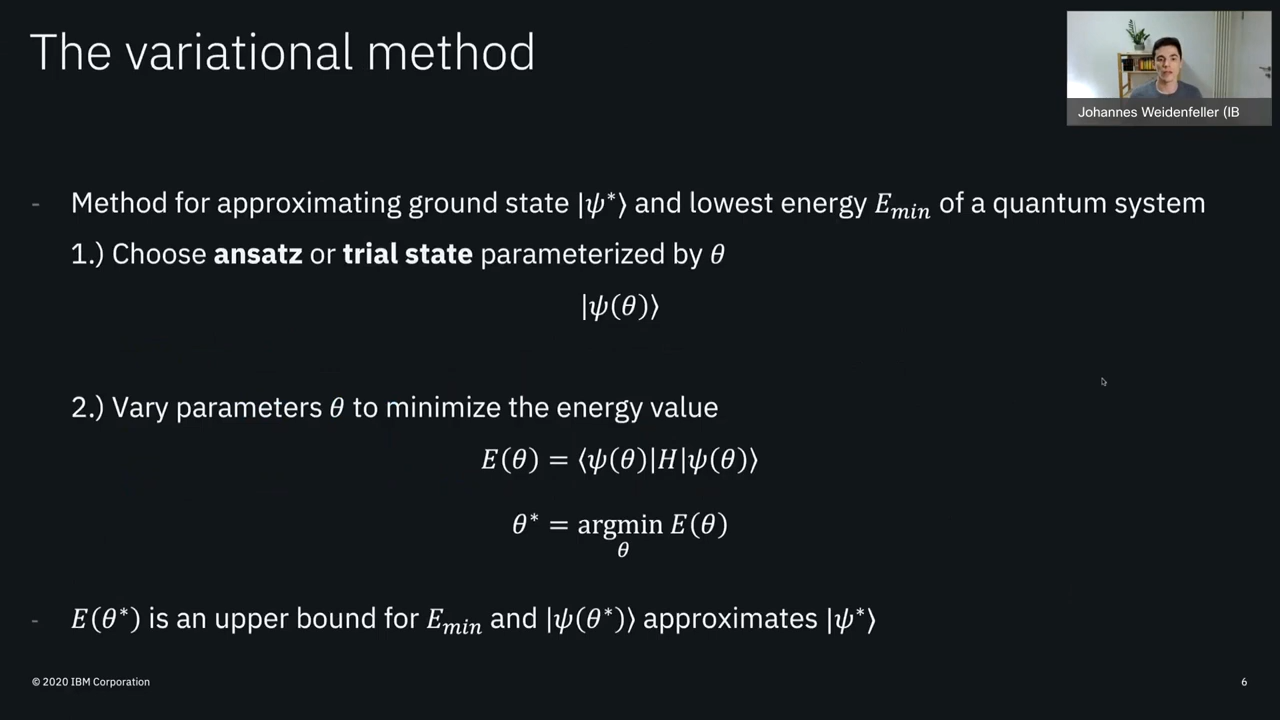 The variational method
Johannes Weidenfeller (IB
- Method for approximating ground state |ψ*⟩ and lowest energy E_min of a quantum system
1.) Choose ansatz or trial state parameterized by θ
|ψ(θ)⟩
2.) Vary parameters θ to minimize the energy value
E(θ) = ⟨ψ(θ)|H|ψ(θ)⟩
θ* = argmin E(θ)
θ
- E(θ*) is an upper bound for E_min and |ψ(θ*)⟩ approximates |ψ*⟩
© 2020 IBM Corporation
6